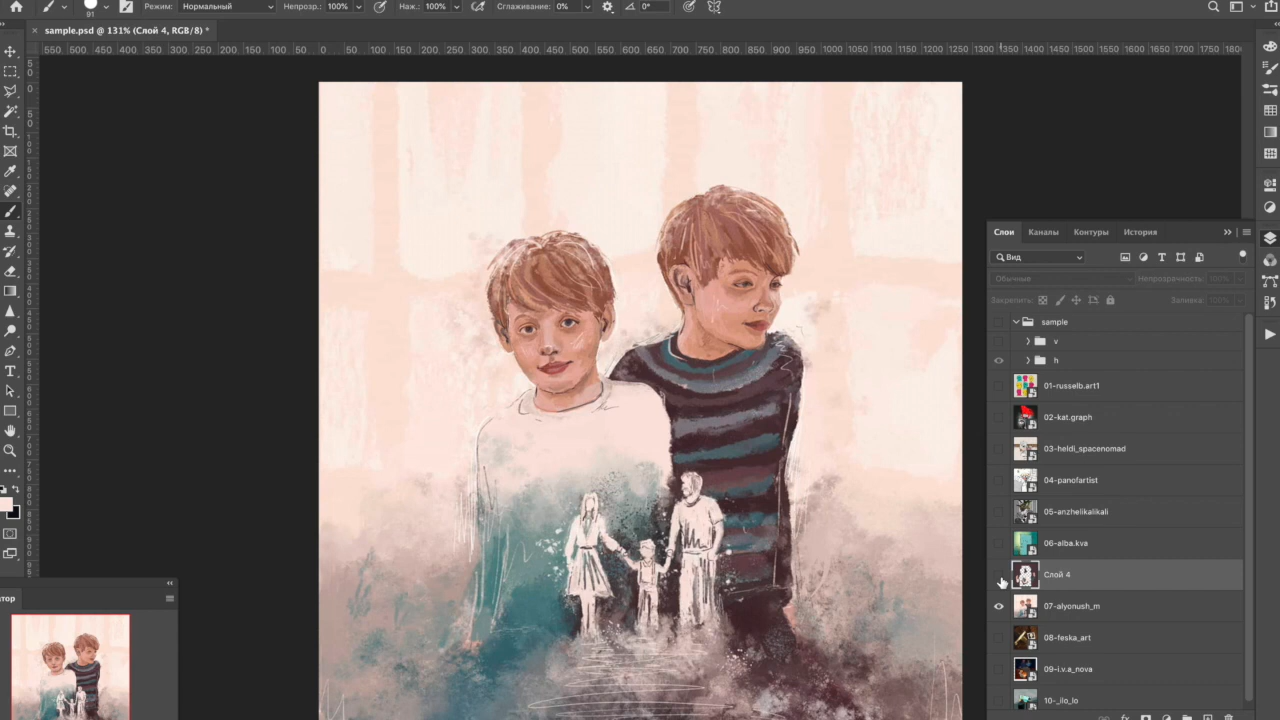 91
Режим: Нормальный Непрозр.: 100% Наж.: 100% Сглаживание: 0% 0°
× sample.psd @ 131% (Слой 4, RGB/8) *
550 500 450 400 350 300 250 200 150 100 50 0 50 100 150 200 250 300 350 400 450 500 550 600 650 700 750 800 850 900 950 1000 1050 1100 1150 1200 1250 1300 1350 1400 1450 1500 1550 1600 1650 1700 1750 1800
Слои Каналы Контуры История
Вид
Обычные Непрозрачность: 100%
Закрепить: Заливка: 100%
sample
v
h
01-russelb.art1
02-kat.graph
03-heldi_spacenomad
04-panofartist
05-anzhelikalikali
06-alba.kva
Слой 4
07-alyonush_m
08-feska_art
09-i.v.a_nova
10-_ilo_lo
тор